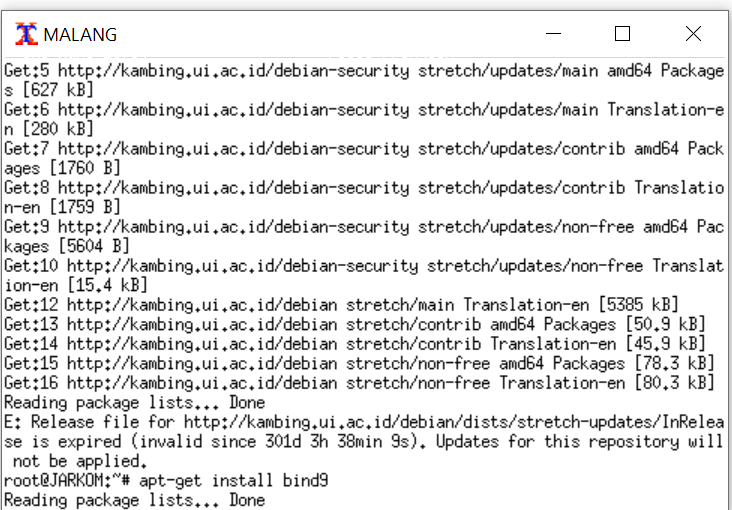 MALANG
Get:5 http://kambing.ui.ac.id/debian-security stretch/updates/main amd64 Package
s [627 kB]
Get:6 http://kambing.ui.ac.id/debian-security stretch/updates/main Translation-e
n [280 kB]
Get:7 http://kambing.ui.ac.id/debian-security stretch/updates/contrib amd64 Pack
ages [1760 B]
Get:8 http://kambing.ui.ac.id/debian-security stretch/updates/contrib Translatio
n-en [1759 B]
Get:9 http://kambing.ui.ac.id/debian-security stretch/updates/non-free amd64 Pac
kages [5604 B]
Get:10 http://kambing.ui.ac.id/debian-security stretch/updates/non-free Translat
ion-en [15.4 kB]
Get:12 http://kambing.ui.ac.id/debian stretch/main Translation-en [5385 kB]
Get:13 http://kambing.ui.ac.id/debian stretch/contrib amd64 Packages [50.9 kB]
Get:14 http://kambing.ui.ac.id/debian stretch/contrib Translation-en [45.9 kB]
Get:15 http://kambing.ui.ac.id/debian stretch/non-free amd64 Packages [78.3 kB]
Get:16 http://kambing.ui.ac.id/debian stretch/non-free Translation-en [80.3 kB]
Reading package lists... Done
E: Release file for http://kambing.ui.ac.id/debian/dists/stretch-updates/InRelea
se is expired (invalid since 301d 3h 38min 9s). Updates for this repository will
 not be applied.
root@JARKOM:~# apt-get install bind9
Reading package lists... Done